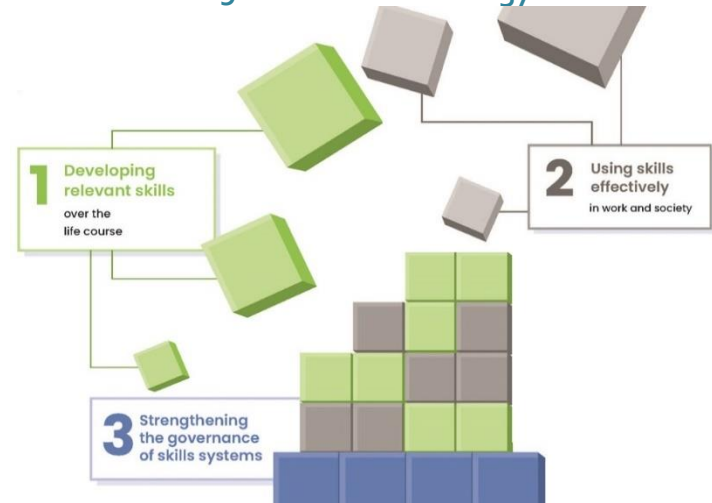 1
Developing
relevant skills
over the
life course
2
Using skills
effectively
in work and society
3
Strengthening
the governance
of skills systems